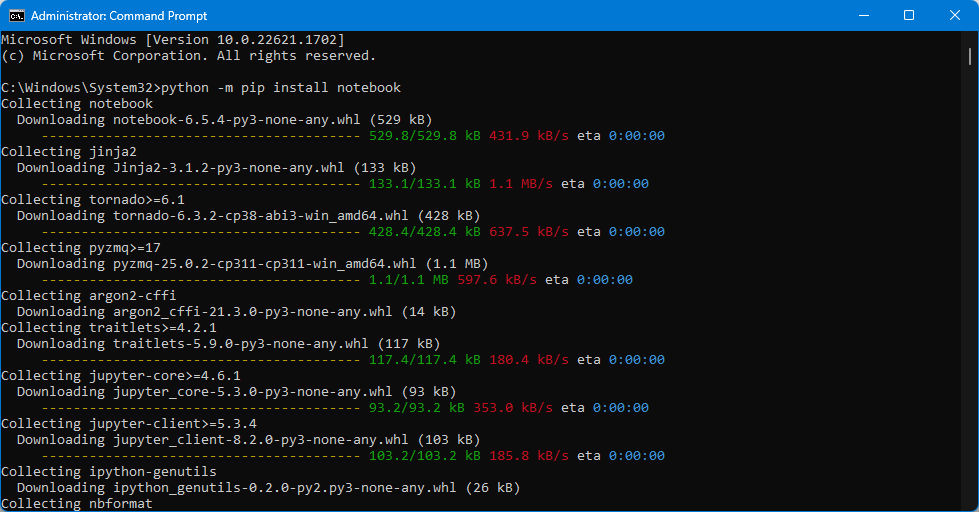 Administrator: Command Prompt
Microsoft Windows [Version 10.0.22621.1702]
(c) Microsoft Corporation. All rights reserved.
C:\Windows\System32>python -m pip install notebook
Collecting notebook
  Downloading notebook-6.5.4-py3-none-any.whl (529 kB)
     ---------------------------------------- 529.8/529.8 kB 431.9 kB/s eta 0:00:00
Collecting jinja2
  Downloading Jinja2-3.1.2-py3-none-any.whl (133 kB)
     ---------------------------------------- 133.1/133.1 kB 1.1 MB/s eta 0:00:00
Collecting tornado>=6.1
  Downloading tornado-6.3.2-cp38-abi3-win_amd64.whl (428 kB)
     ---------------------------------------- 428.4/428.4 kB 637.5 kB/s eta 0:00:00
Collecting pyzmq>=17
  Downloading pyzmq-25.0.2-cp311-cp311-win_amd64.whl (1.1 MB)
     ---------------------------------------- 1.1/1.1 MB 597.6 kB/s eta 0:00:00
Collecting argon2-cffi
  Downloading argon2_cffi-21.3.0-py3-none-any.whl (14 kB)
Collecting traitlets>=4.2.1
  Downloading traitlets-5.9.0-py3-none-any.whl (117 kB)
     ---------------------------------------- 117.4/117.4 kB 180.4 kB/s eta 0:00:00
Collecting jupyter-core>=4.6.1
  Downloading jupyter_core-5.3.0-py3-none-any.whl (93 kB)
     ---------------------------------------- 93.2/93.2 kB 353.0 kB/s eta 0:00:00
Collecting jupyter-client>=5.3.4
  Downloading jupyter_client-8.2.0-py3-none-any.whl (103 kB)
     ---------------------------------------- 103.2/103.2 kB 185.8 kB/s eta 0:00:00
Collecting ipython-genutils
  Downloading ipython_genutils-0.2.0-py2.py3-none-any.whl (26 kB)
Collecting nbformat